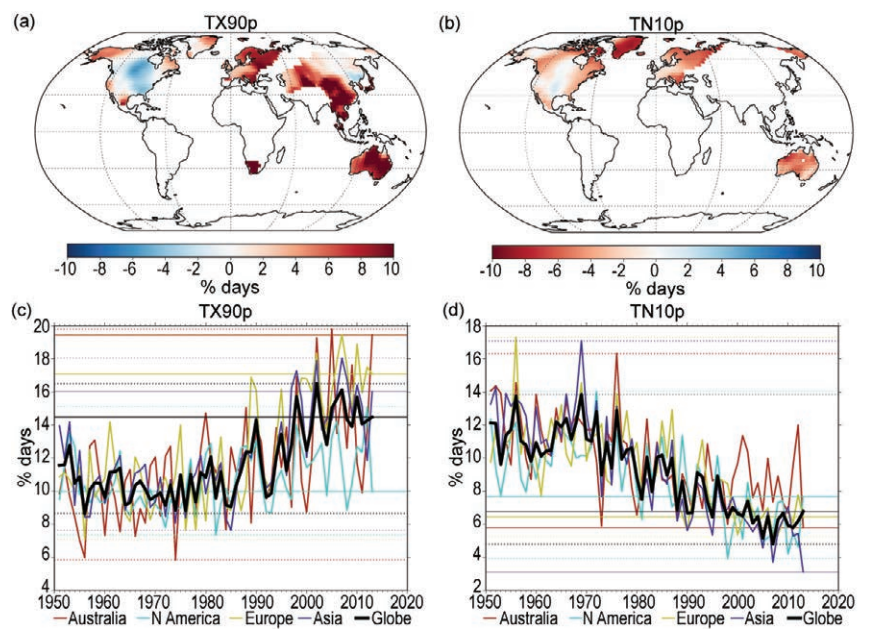 (a) TX90p
(b) TN10p
-10 -8 -6 -4 -2 0 2 4 6 8 10
% days
-10 -8 -6 -4 -2 0 2 4 6 8 10
% days
(c) TX90p
20
18
16
14
12
10
8
6
4
% days
1950 1960 1970 1980 1990 2000 2010 2020
Australia N America Europe Asia Globe
(d) TN10p
18
16
14
12
10
8
6
4
2
% days
1950 1960 1970 1980 1990 2000 2010 2020
Australia N America Europe Asia Globe